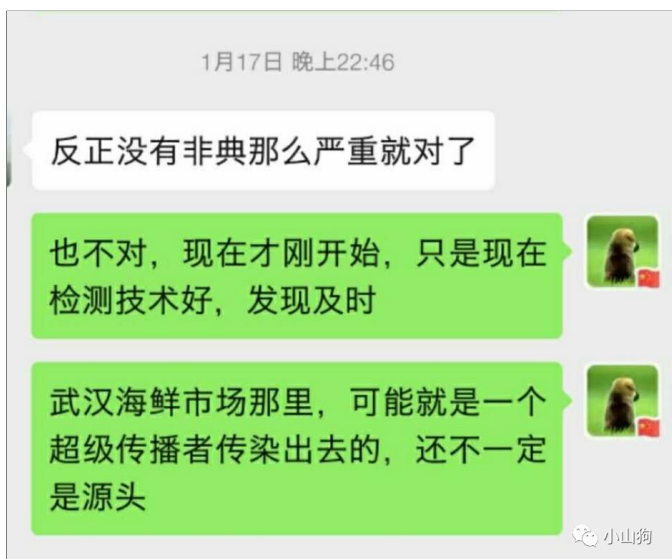 1月17日 晚上22:46
反正没有非典那么严重就对了
也不对，现在才刚开始，只是现在
检测技术好，发现及时
武汉海鲜市场那里，可能就是一个
超级传播者传染出去的，还不一定
是源头
小山狗